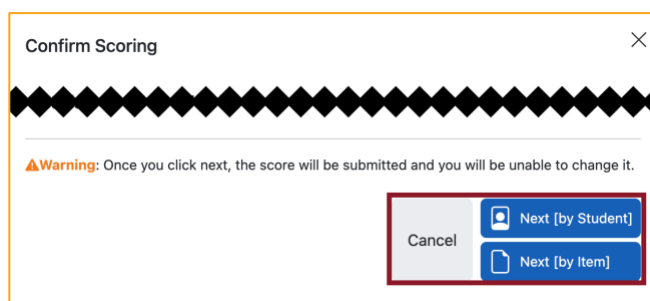 Confirm Scoring
Warning: Once you click next, the score will be submitted and you will be unable to change it.
Cancel
Next [by Student]
Next [by Item]